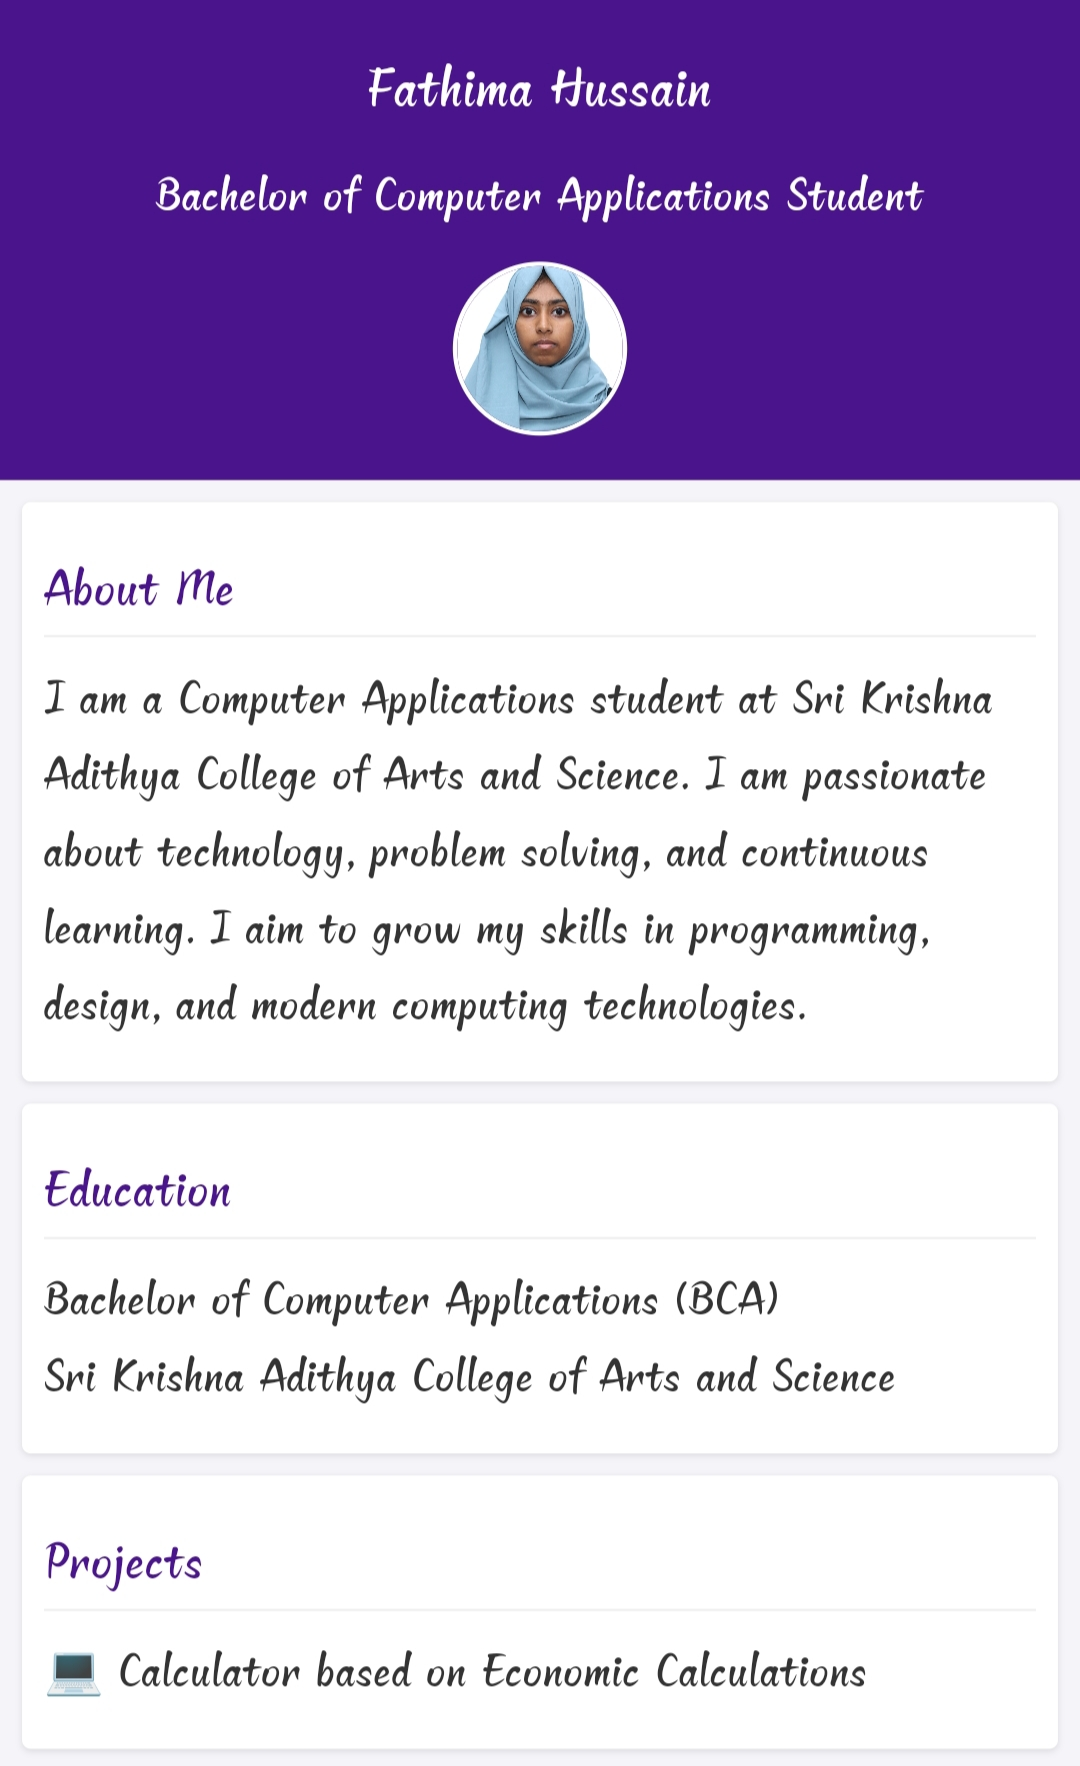 Fathima Hussain
Bachelor of Computer Applications Student
About Me
I am a Computer Applications student at Sri Krishna
Adithya College of Arts and Science. I am passionate
about technology, problem solving, and continuous
learning. I aim to grow my skills in programming,
design, and modern computing technologies.
Education
Bachelor of Computer Applications (BCA)
Sri Krishna Adithya College of Arts and Science
Projects
💻 Calculator based on Economic Calculations